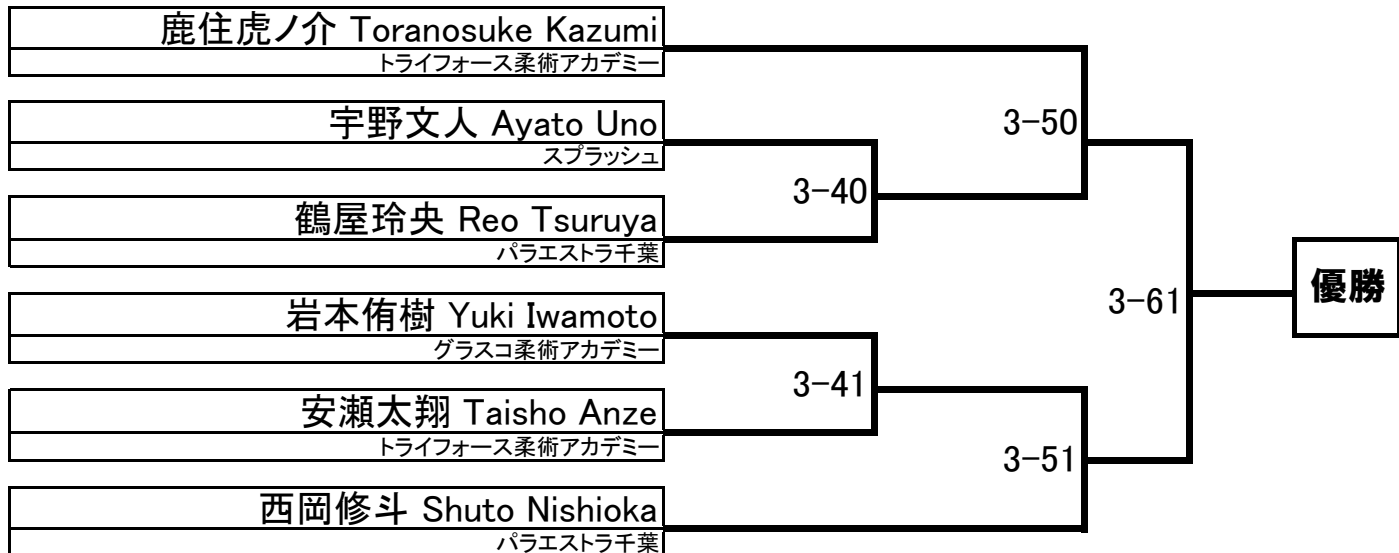 鹿住虎ノ介 Toranosuke Kazumi
トライフォース柔術アカデミー
宇野文人 Ayato Uno
スプラッシュ
3-50
3-40
鶴屋玲央 Reo Tsuruya
パラエストラ千葉
優勝
3-61
岩本侑樹 Yuki Iwamoto
グラスコ柔術アカデミー
3-41
安瀬太翔 Taisho Anze
トライフォース柔術アカデミー
3-51
西岡修斗 Shuto Nishioka
パラエストラ千葉